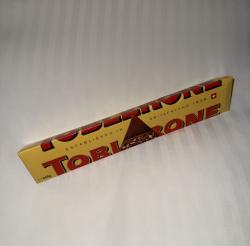 TOBLERONE
ESTABLISHED IN SWITZERLAND 1908
TOBLERONE